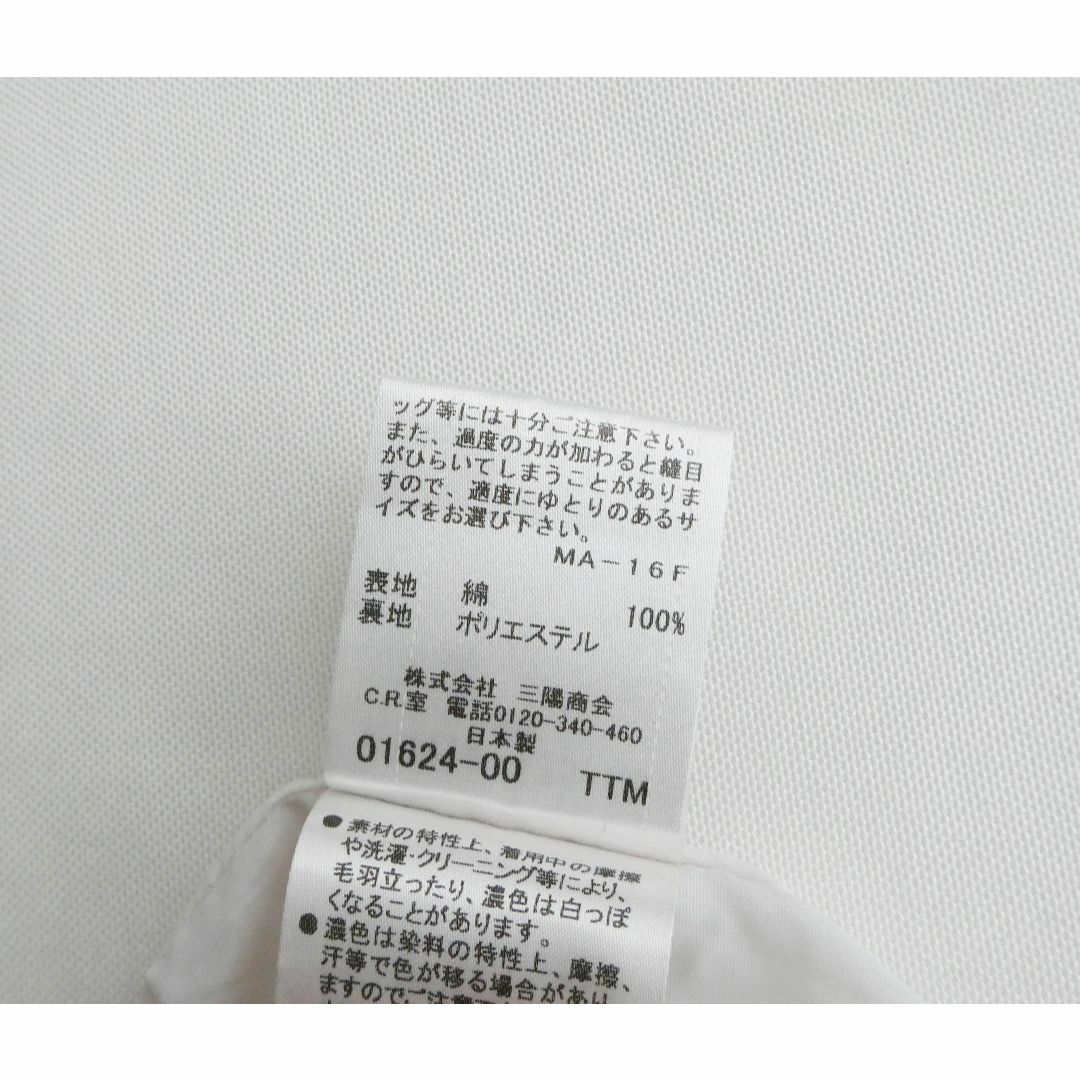 ッグ等には十分ご注意下さい。
また、過度の力が加わると縫目
がひらいてしまうことがありま
すので、適度にゆとりのあるサ
イズをお選び下さい。
MA-16F
表地 綿 100%
裏地 ポリエステル
株式会社 三陽商会
C.R.室 電話0120-340-460
日本製
01624-00 TTM
●素材の特性上、着用中の摩擦
や洗濯・クリーニング等により、
毛羽立ったり、濃色は白っぽ
くなることがあります。
●濃色は染料の特性上、摩擦、
汗等で色が移る場合があり
ますのでご注意下